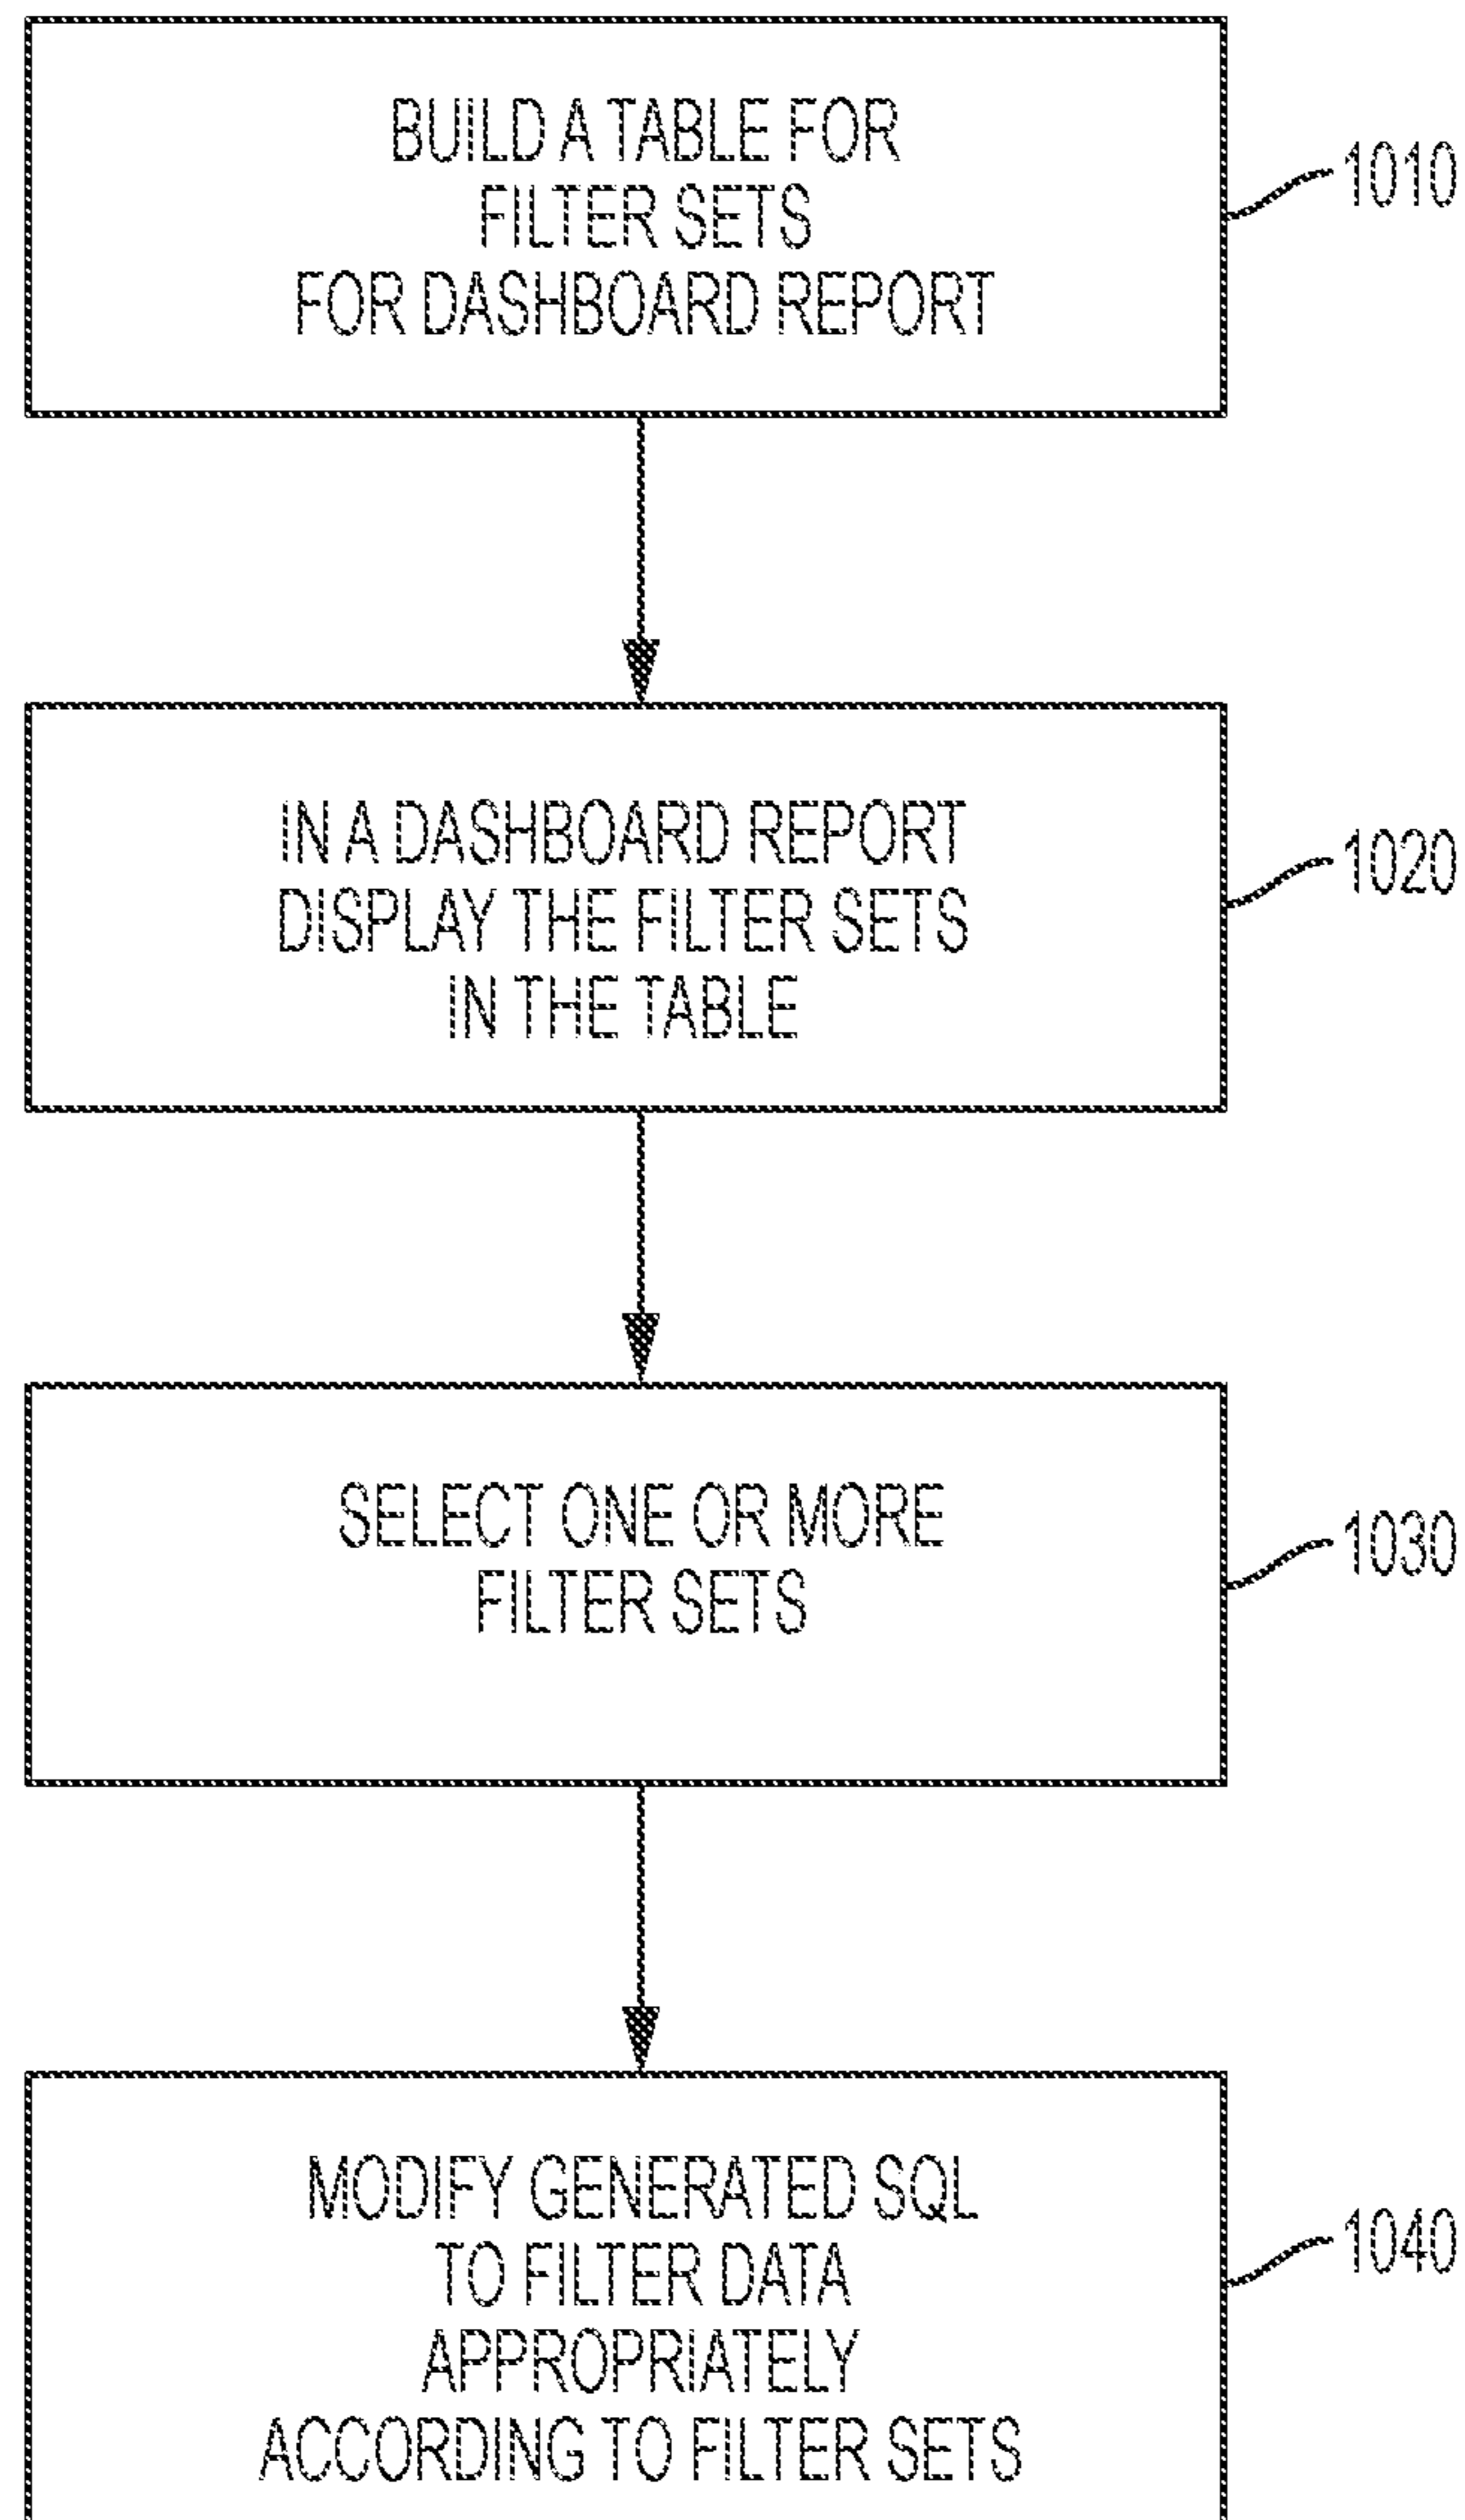 BUILD A TABLE FOR
FILTER SETS
FOR DASHBOARD REPORT
1010
IN A DASHBOARD REPORT
DISPLAY THE FILTER SETS
IN THE TABLE
1020
SELECT ONE OR MORE
FILTER SETS
1030
MODIFY GENERATED SQL
TO FILTER DATA
APPROPRIATELY
ACCORDING TO FILTER SETS
1040